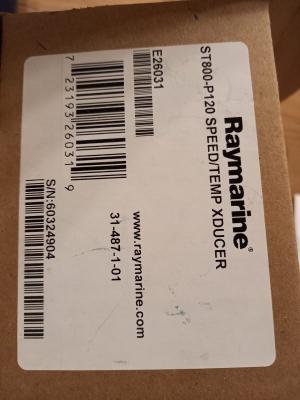 Raymarine®
ST800-P120 SPEED/TEMP XDUCER
E26031
7 23193 26031 9
www.raymarine.com
31-487-1-01
S/N:60324904